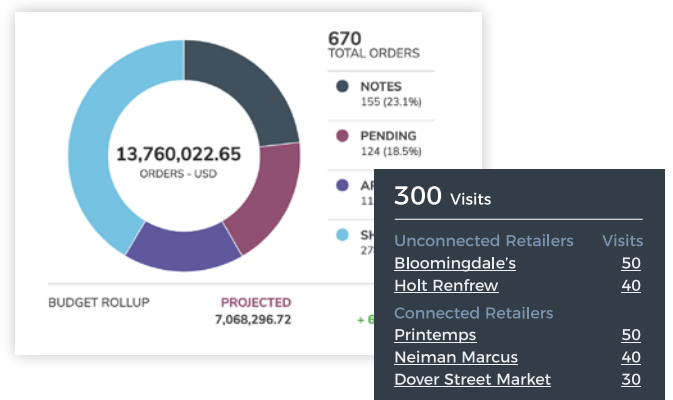 13,760,022.65
ORDERS - USD
670
TOTAL ORDERS
NOTES
155 (23.1%)
PENDING
124 (18.5%)
BUDGET ROLLUP
PROJECTED
7,068,296.72
300 Visits
Unconnected Retailers Visits
Bloomingdale's 50
Holt Renfrew 40
Connected Retailers
Printemps 50
Neiman Marcus 40
Dover Street Market 30